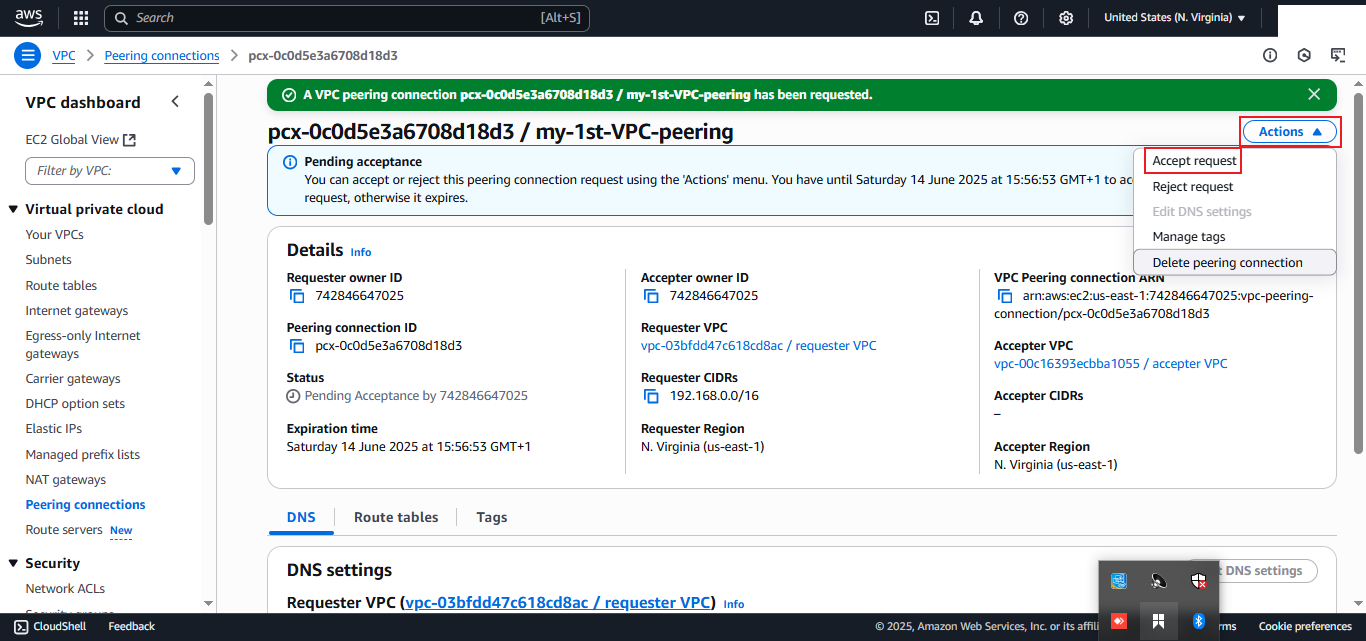 aws
Search
[Alt+S]
United States (N. Virginia)
VPC
Peering connections
pcx-0c0d5e3a6708d18d3
VPC dashboard
EC2 Global View
Filter by VPC:
Virtual private cloud
Your VPCs
Subnets
Route tables
Internet gateways
Egress-only Internet
gateways
Carrier gateways
DHCP option sets
Elastic IPs
Managed prefix lists
NAT gateways
Peering connections
Route servers New
Security
Network ACLs
A VPC peering connection pcx-0c0d5e3a6708d18d3 / my-1st-VPC-peering has been requested.
pcx-0c0d5e3a6708d18d3 / my-1st-VPC-peering
Actions
Accept request
Reject request
Edit DNS settings
Manage tags
Delete peering connection
Pending acceptance
You can accept or reject this peering connection request using the 'Actions' menu. You have until Saturday 14 June 2025 at 15:56:53 GMT+1 to
request, otherwise it expires.
Details Info
Requester owner ID
742846647025
Peering connection ID
pcx-0c0d5e3a6708d18d3
Status
Pending Acceptance by 742846647025
Expiration time
Saturday 14 June 2025 at 15:56:53 GMT+1
Accepter owner ID
742846647025
Requester VPC
vpc-03bfdd47c618cd8ac / requester VPC
Requester CIDRs
192.168.0.0/16
Requester Region
N. Virginia (us-east-1)
VPC Peering connection ARN
arn:aws:ec2:us-east-1:742846647025:vpc-peering-
connection/pcx-0c0d5e3a6708d18d3
Accepter VPC
vpc-00c16393ecbba1055 / accepter VPC
Accepter CIDRs
–
Accepter Region
N. Virginia (us-east-1)
DNS
Route tables
Tags
DNS settings
DNS settings
Requester VPC (vpc-03bfdd47c618cd8ac / requester VPC) Info
CloudShell
Feedback
© 2025, Amazon Web Services, Inc. or its
Cookie preferences